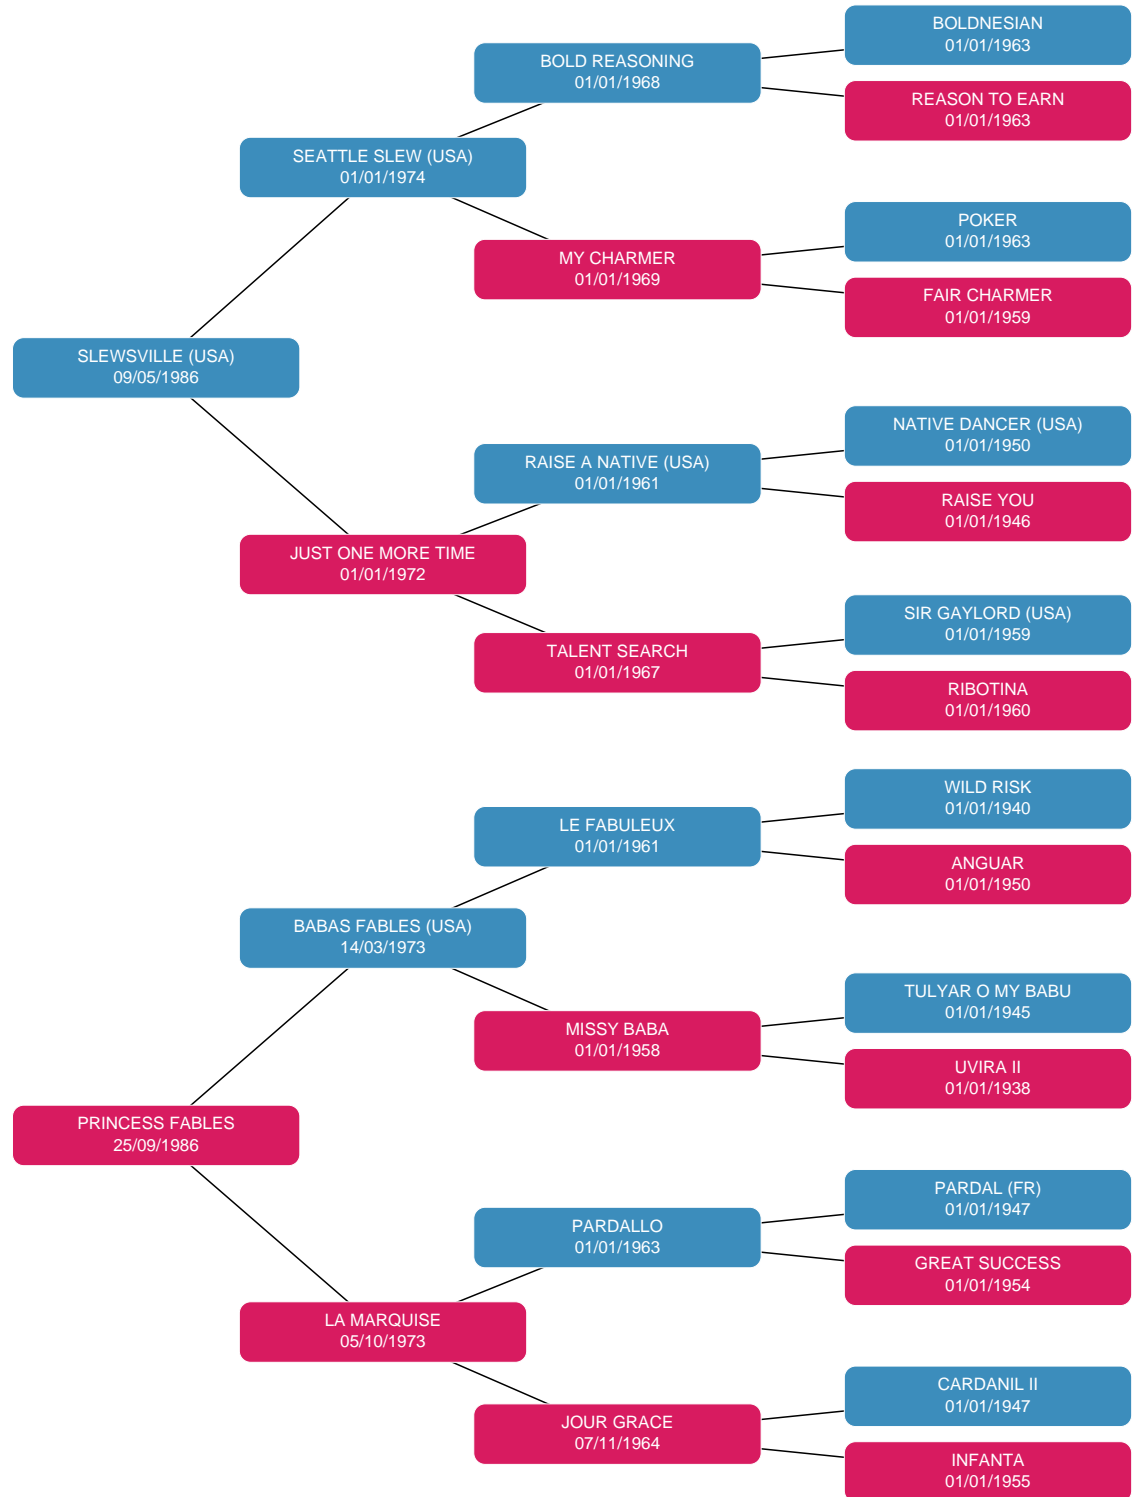 BOLDNESIAN
01/01/1963
BOLD REASONING
01/01/1968
REASON TO EARN
01/01/1963
SEATTLE SLEW (USA)
01/01/1974
POKER
01/01/1963
MY CHARMER
01/01/1969
FAIR CHARMER
01/01/1959
SLEWSVILLE (USA)
09/05/1986
NATIVE DANCER (USA)
01/01/1950
RAISE A NATIVE (USA)
01/01/1961
RAISE YOU
01/01/1946
JUST ONE MORE TIME
01/01/1972
SIR GAYLORD (USA)
01/01/1959
TALENT SEARCH
01/01/1967
RIBOTINA
01/01/1960
WILD RISK
01/01/1940
LE FABULEUX
01/01/1961
ANGUAR
01/01/1950
BABAS FABLES (USA)
14/03/1973
TULYAR O MY BABU
01/01/1945
MISSY BABA
01/01/1958
UVIRA II
01/01/1938
PRINCESS FABLES
25/09/1986
PARDAL (FR)
01/01/1947
PARDALLO
01/01/1963
GREAT SUCCESS
01/01/1954
LA MARQUISE
05/10/1973
CARDANIL II
01/01/1947
JOUR GRACE
07/11/1964
INFANTA
01/01/1955